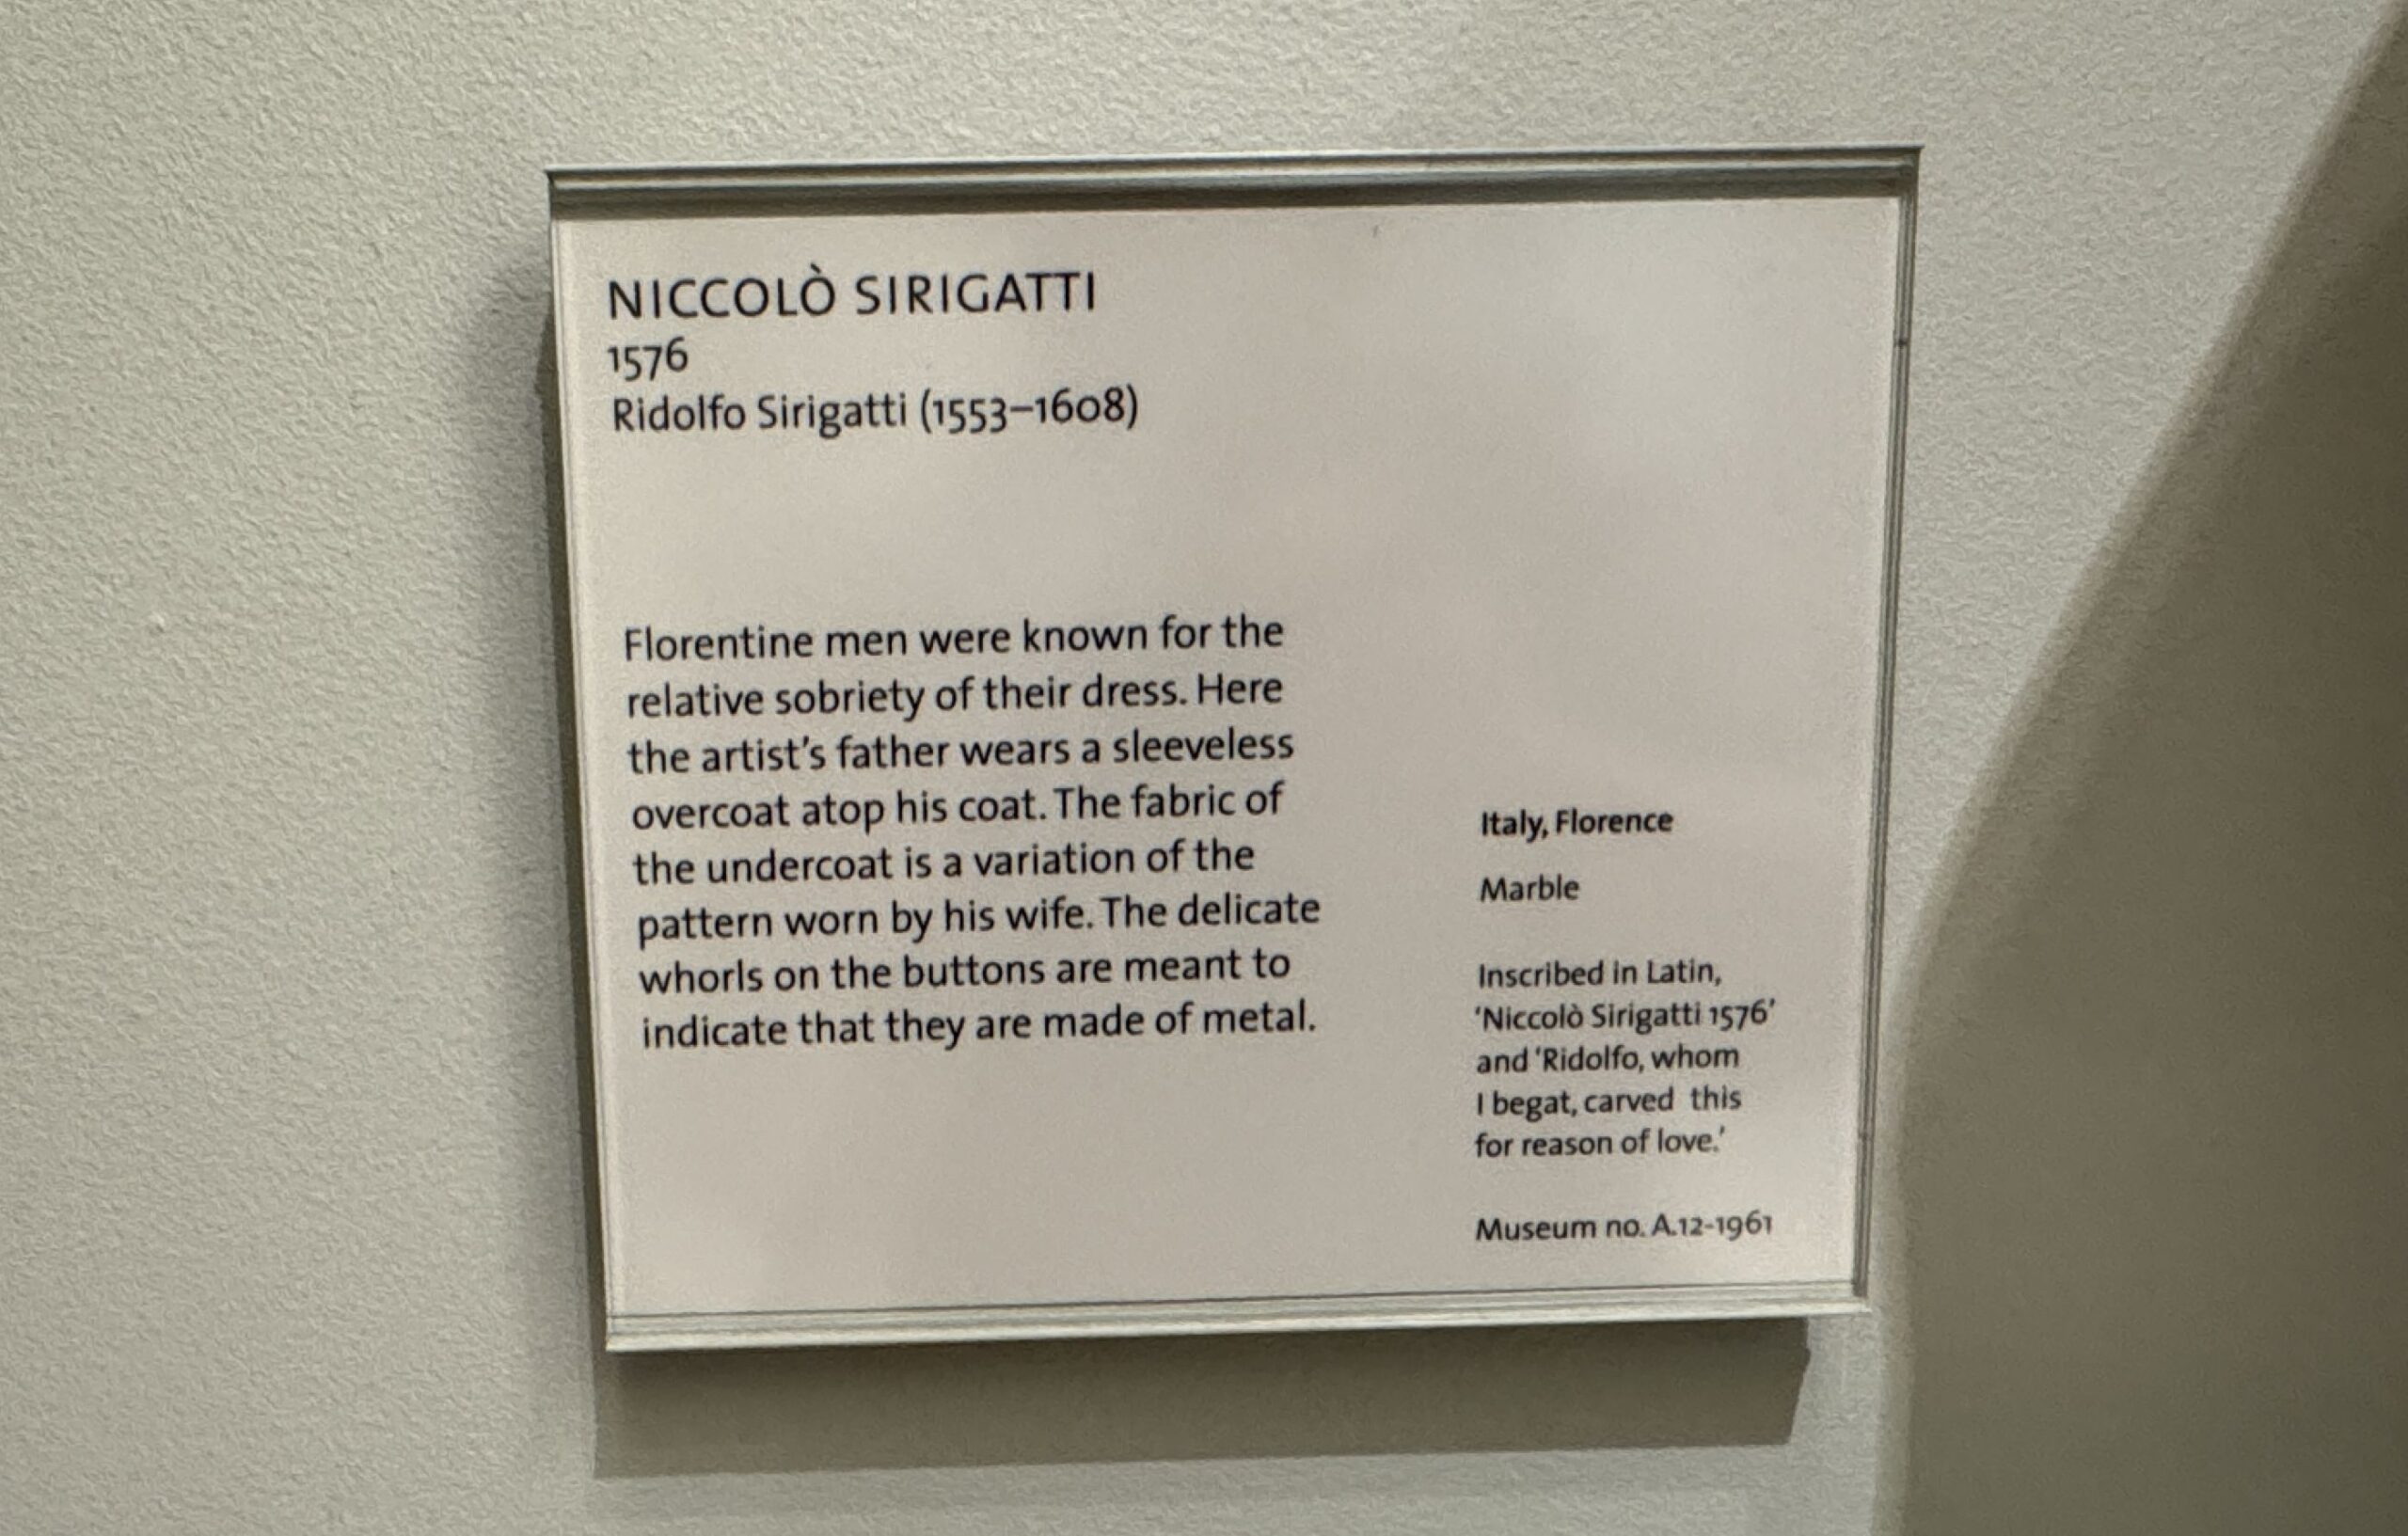 NICCOLÒ SIRIGATTI
1576
Ridolfo Sirigatti (1553–1608)
Florentine men were known for the
relative sobriety of their dress. Here
the artist's father wears a sleeveless
overcoat atop his coat. The fabric of
the undercoat is a variation of the
pattern worn by his wife. The delicate
whorls on the buttons are meant to
indicate that they are made of metal.
Italy, Florence
Marble
Inscribed in Latin,
'Niccolò Sirigatti 1576'
and 'Ridolfo, whom
I begat, carved this
for reason of love.'
Museum no. A.12-1961